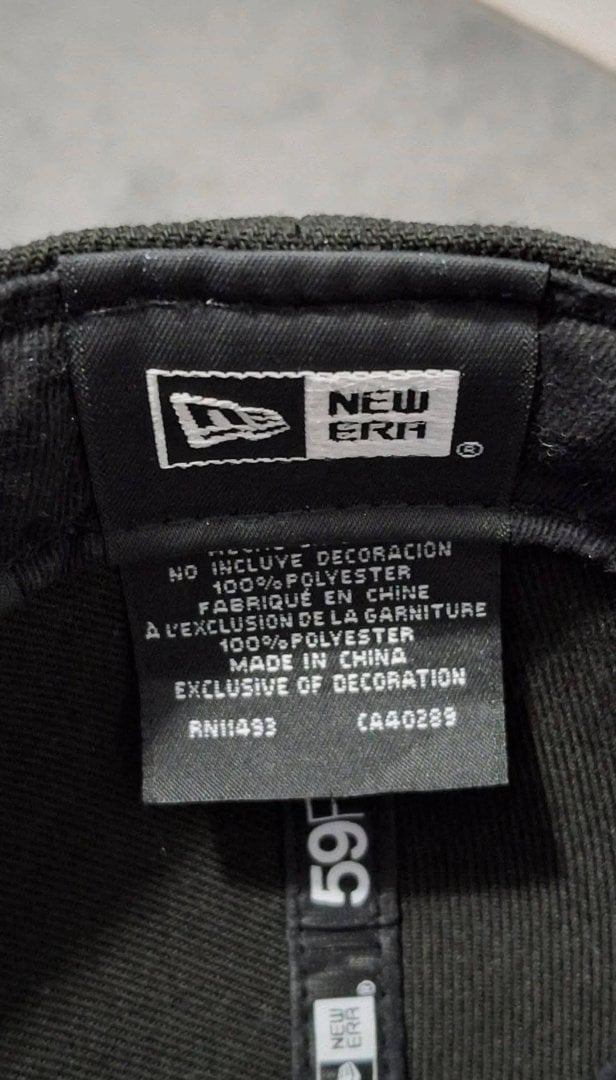 NEW
ERA
®
NO INCLUYE DECORACION
100% POLYESTER
FABRIQUÉ EN CHINE
À L'EXCLUSION DE LA GARNITURE
100% POLYESTER
MADE IN CHINA
EXCLUSIVE OF DECORATION
RN11493 CA40289
59F
NEW
ERA